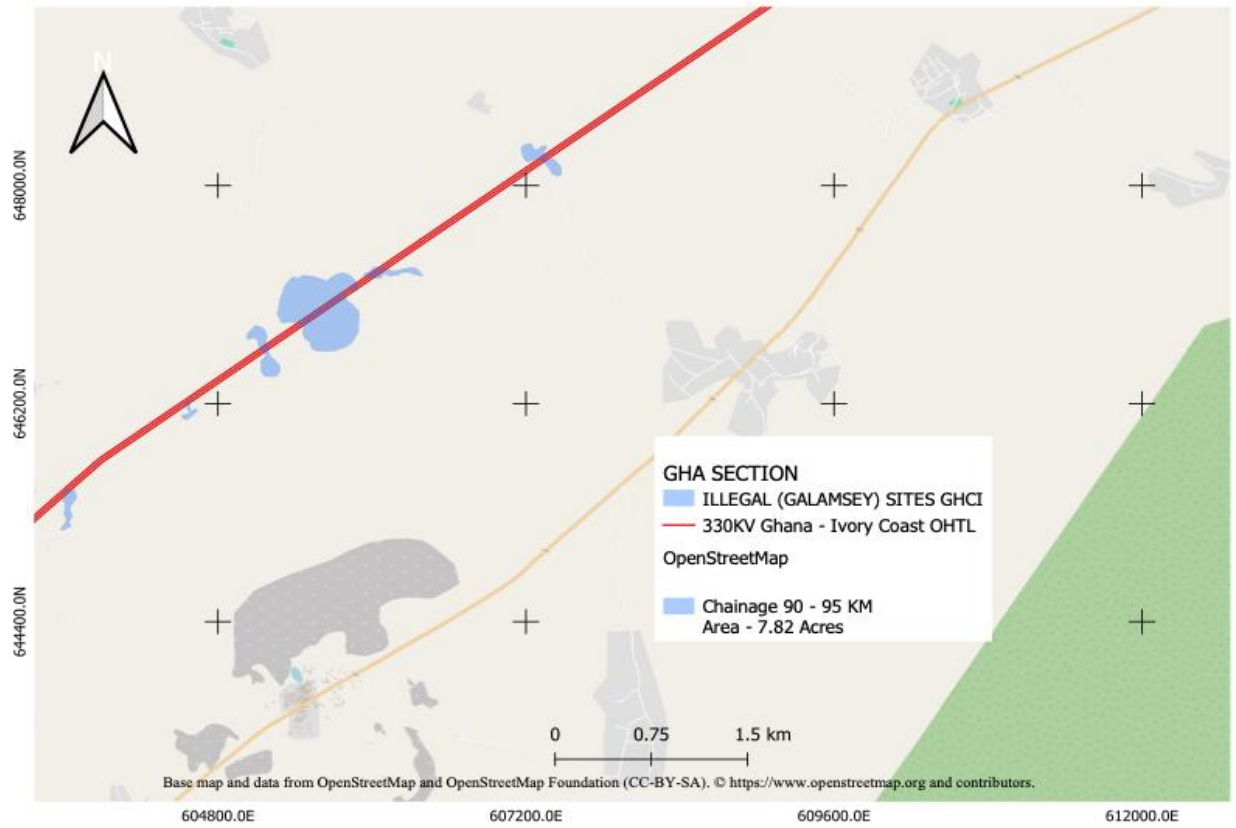 N
648000.0N
646200.0N
644400.0N
GHA SECTION
ILLEGAL (GALAMSEY) SITES GHCI
330KV Ghana - Ivory Coast OHTL
OpenStreetMap
Chainage 90 - 95 KM
Area - 7.82 Acres
0 0.75 1.5 km
Base map and data from OpenStreetMap and OpenStreetMap Foundation (CC-BY-SA). © https://www.openstreetmap.org and contributors.
604800.0E 607200.0E 609600.0E 612000.0E